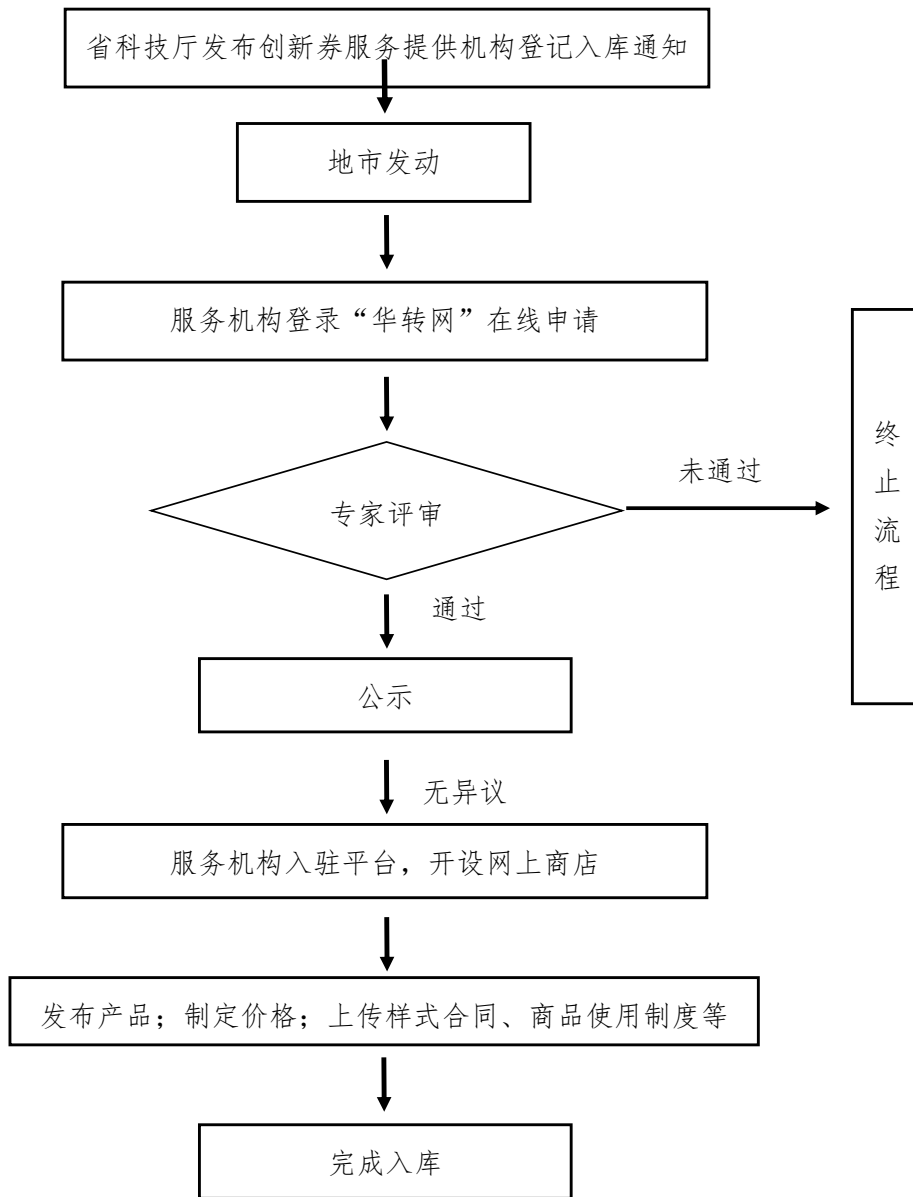 省科技厅发布创新券服务提供机构登记入库通知
地市发动
服务机构登录“华转网”在线申请
专家评审
未通过
终止流程
通过
公示
无异议
服务机构入驻平台，开设网上商店
发布产品；制定价格；上传样式合同、商品使用制度等
完成入库